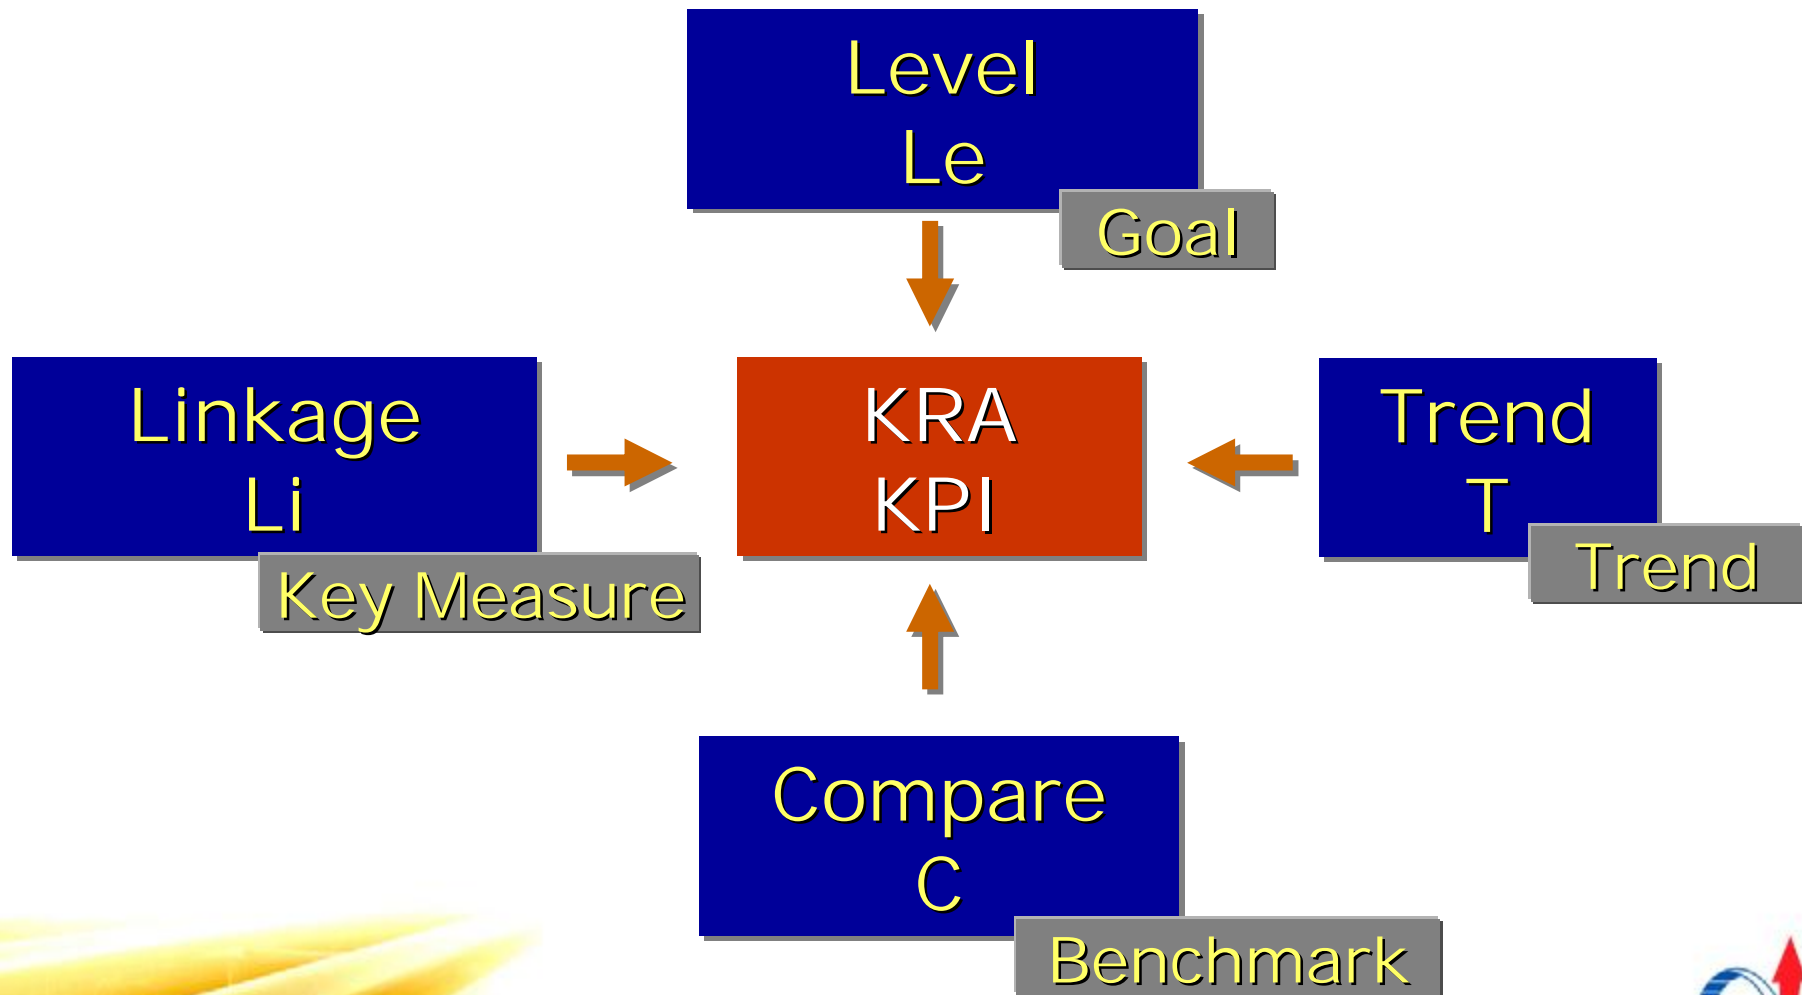 Level
Le
Goal
Linkage
Li
Key Measure
KRA
KPI
Trend
T
Trend
Compare
C
Benchmark